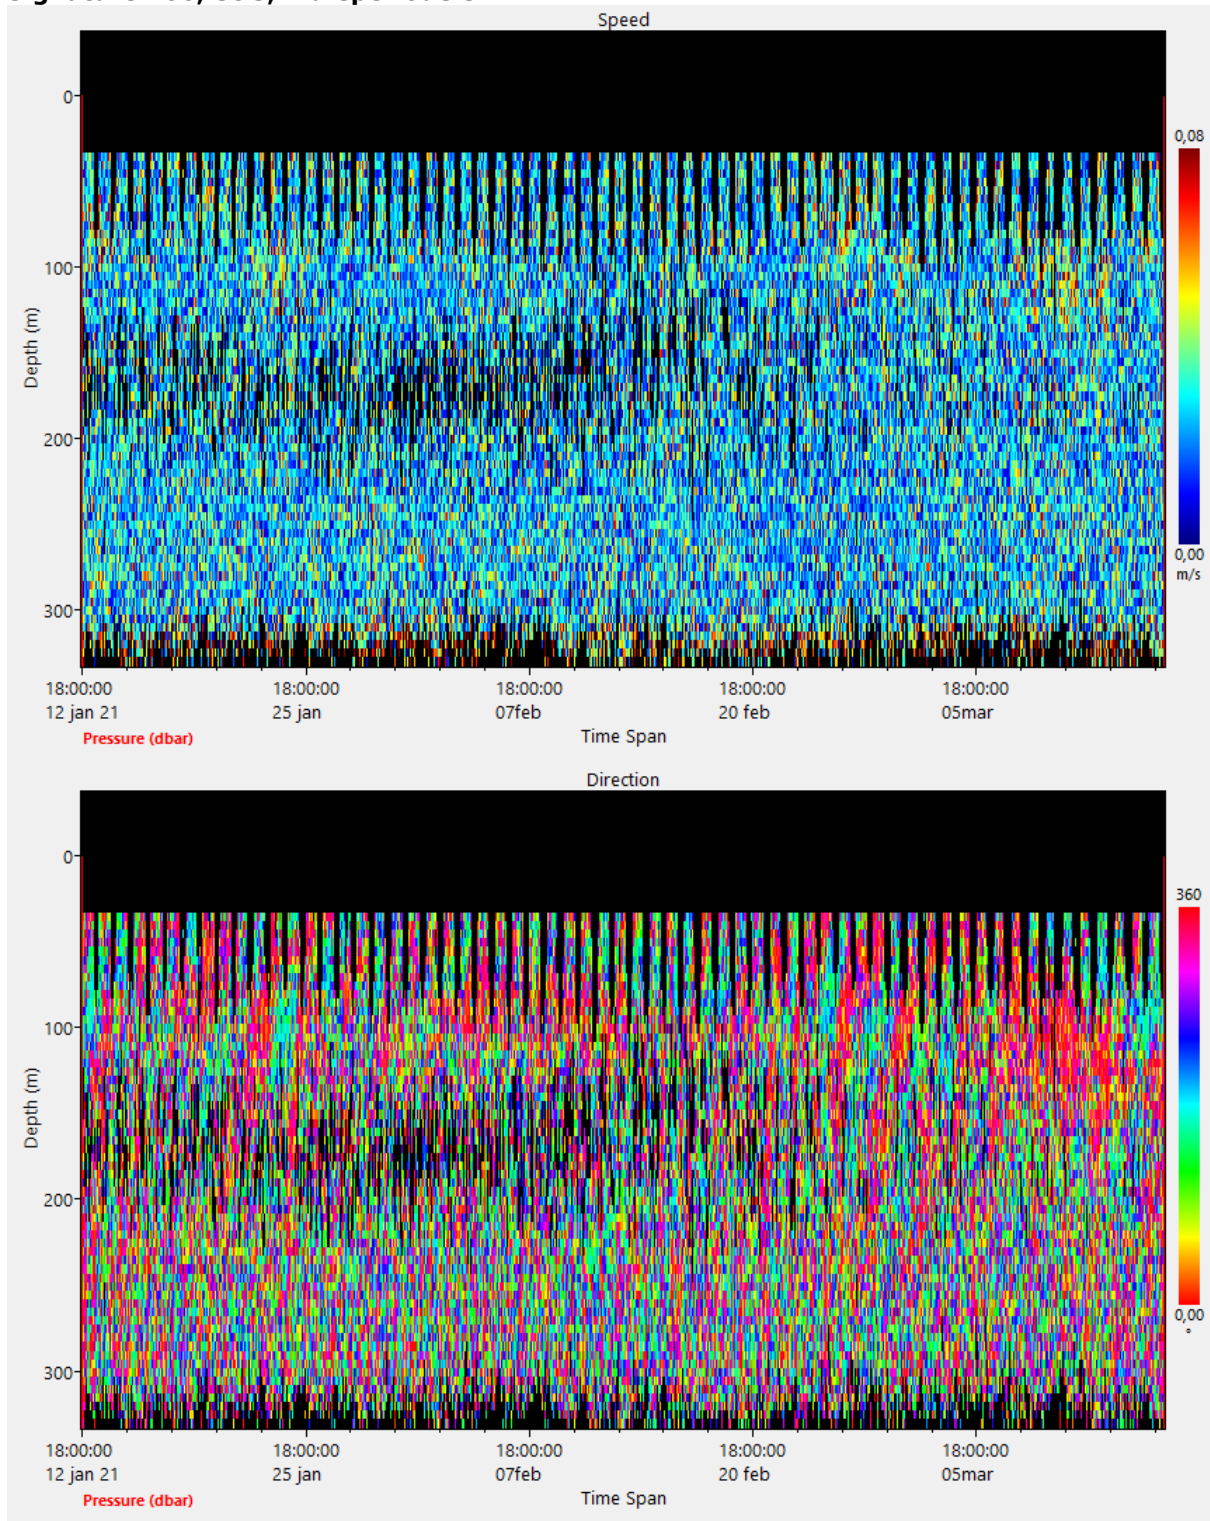 Speed
0
100
200
300
Depth (m)
0,08
0,00
m/s
18:00:00 18:00:00 18:00:00 18:00:00 18:00:00
12 jan 21 25 jan 07feb 20 feb 05mar
Pressure (dbar) Time Span
Direction
0
100
200
300
Depth (m)
360
0,00
°
18:00:00 18:00:00 18:00:00 18:00:00 18:00:00
12 jan 21 25 jan 07feb 20 feb 05mar
Pressure (dbar) Time Span